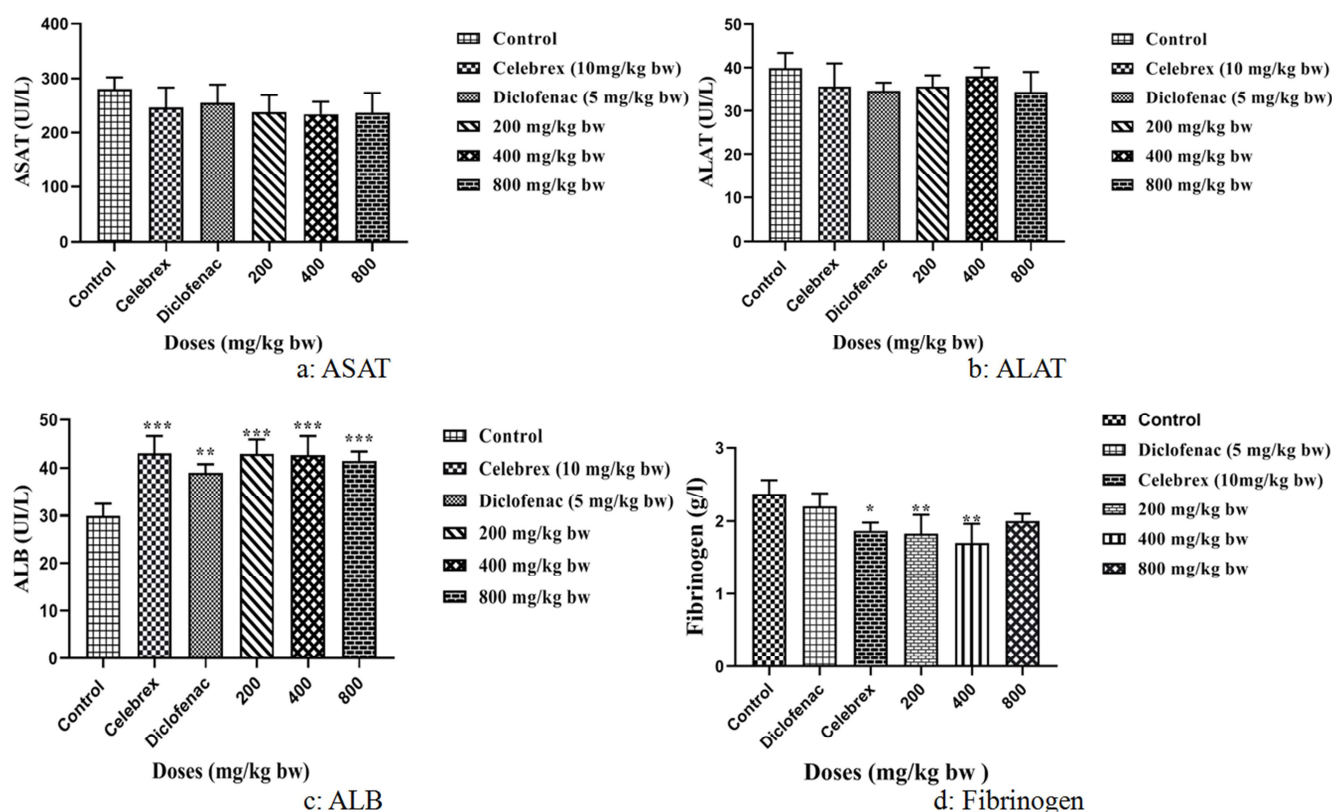 400
300
200
100
0
ASAT (UI/L)
Control
Celebrex
Diclofenac
200
400
800
Doses (mg/kg bw)
Control
Celebrex (10mg/kg bw)
Diclofenac (5 mg/kg bw)
200 mg/kg bw
400 mg/kg bw
800 mg/kg bw
a: ASAT
50
40
30
20
10
0
ALAT (UI/L)
Control
Celebrex
Diclofenac
200
400
800
Doses (mg/kg bw)
Control
Celebrex (10 mg/kg bw)
Diclofenac (5 mg/kg bw)
200 mg/kg bw
400 mg/kg bw
800 mg/kg bw
b: ALAT
50
40
30
20
10
0
ALB (UI/L)
***
**
***
***
***
Control
Celebrex
Diclofenac
200
400
800
Doses (mg/kg bw)
Control
Celebrex (10 mg/kg bw)
Diclofenac (5 mg/kg bw)
200 mg/kg bw
400 mg/kg bw
800 mg/kg bw
c: ALB
3
2
1
0
Fibrinogen (g/l)
*
**
**
Control
Diclofenac
Celebrex
200
400
800
Doses (mg/kg bw )
Control
Diclofenac (5 mg/kg bw)
Celebrex (10mg/kg bw)
200 mg/kg bw
400 mg/kg bw
800 mg/kg bw
d: Fibrinogen